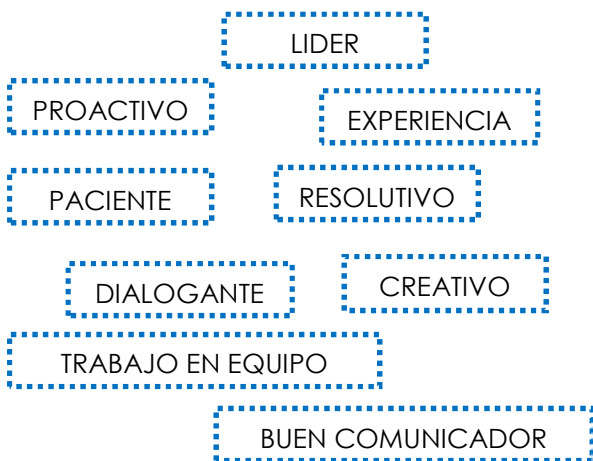 LIDER
PROACTIVO
EXPERIENCIA
PACIENTE
RESOLUTIVO
DIALOGANTE
CREATIVO
TRABAJO EN EQUIPO
BUEN COMUNICADOR